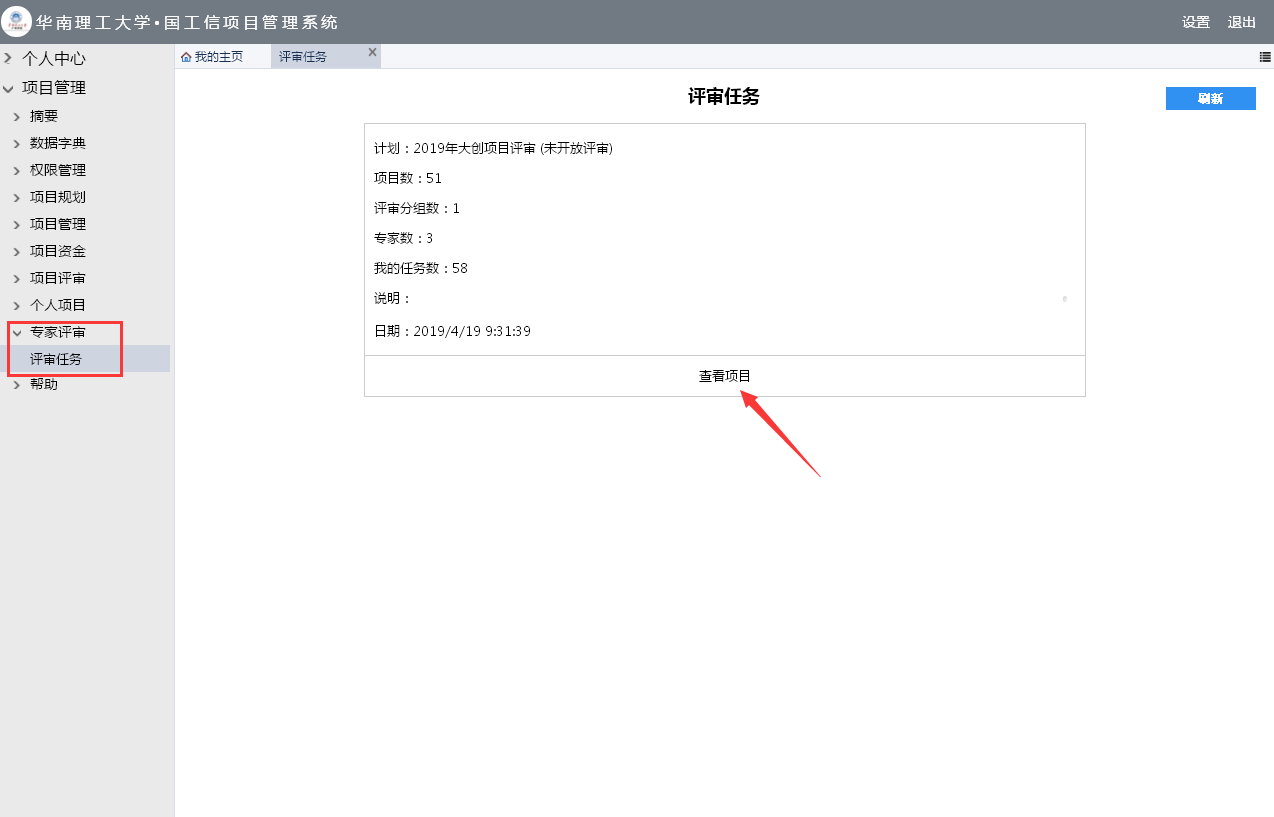 华南理工大学•国工信项目管理系统
设置 退出
个人中心
项目管理
摘要
数据字典
权限管理
项目规划
项目管理
项目资金
项目评审
个人项目
专家评审
评审任务
帮助
我的主页 评审任务
评审任务
刷新
计划：2019年大创项目评审 (未开放评审)
项目数：51
评审分组数：1
专家数：3
我的任务数：58
说明：
日期：2019/4/19 9:31:39
查看项目